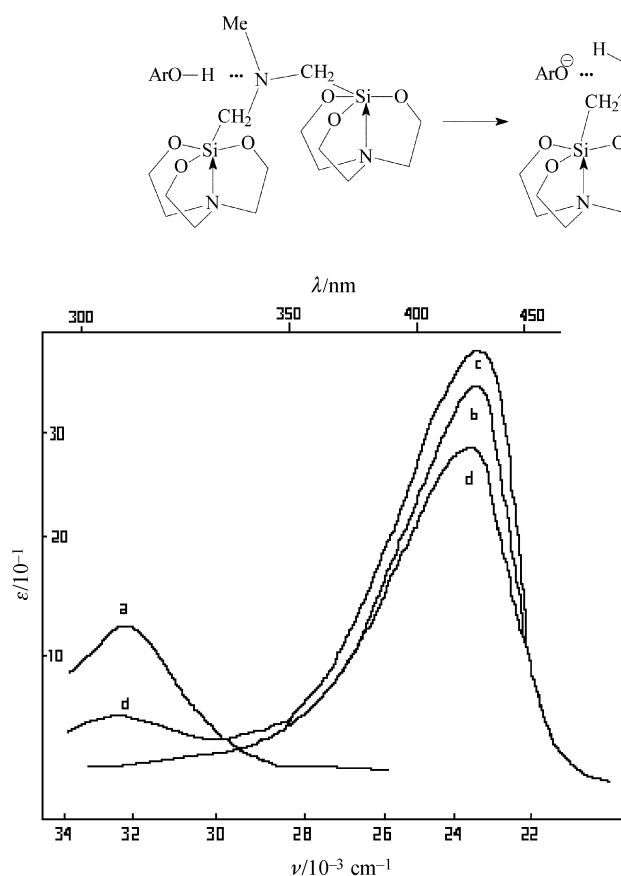 Me
H
ArO—H ··· N CH₂ ArO⊖ ···
CH₂ O Si O CH₂
O Si O O O Si O
O N O
N N
λ/nm
300 350 400 450
c
b
30
d
20
a
10
d
ε/10⁻¹
34 32 30 28 26 24 22
ν/10⁻³ cm⁻¹